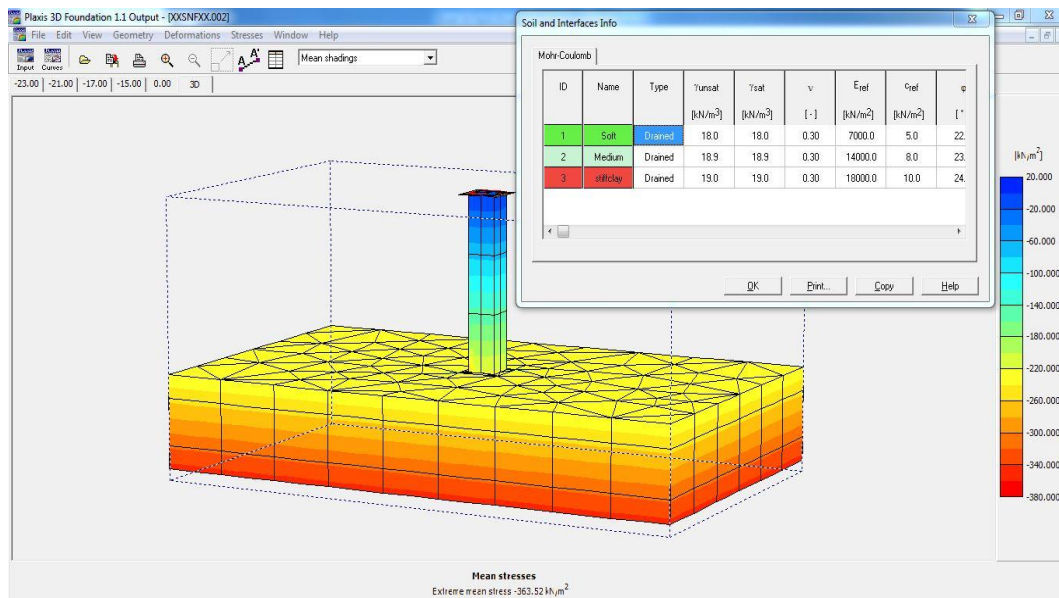 Plaxis 3D Foundation 1.1 Output - [XXSNFXX.002]
File Edit View Geometry Deformations Stresses Window Help
Input Curves Mean shadings
-23.00 -21.00 -17.00 -15.00 0.00 3D
Soil and Interfaces Info
Mohr-Coulomb
ID Name Type γunsat γsat ν Eref cref φ
[kN/m³] [kN/m³] [-] [kN/m²] [kN/m²] [°
1 Soft Drained 18.0 18.0 0.30 7000.0 5.0 22.
2 Medium Drained 18.9 18.9 0.30 14000.0 8.0 23.
3 stiffclay Drained 19.0 19.0 0.30 18000.0 10.0 24.
OK Print... Copy Help
[kN/m²]
20.000
-20.000
-60.000
-100.000
-140.000
-180.000
-220.000
-260.000
-300.000
-340.000
-380.000
Mean stresses
Extreme mean stress -363.52 kN/m²